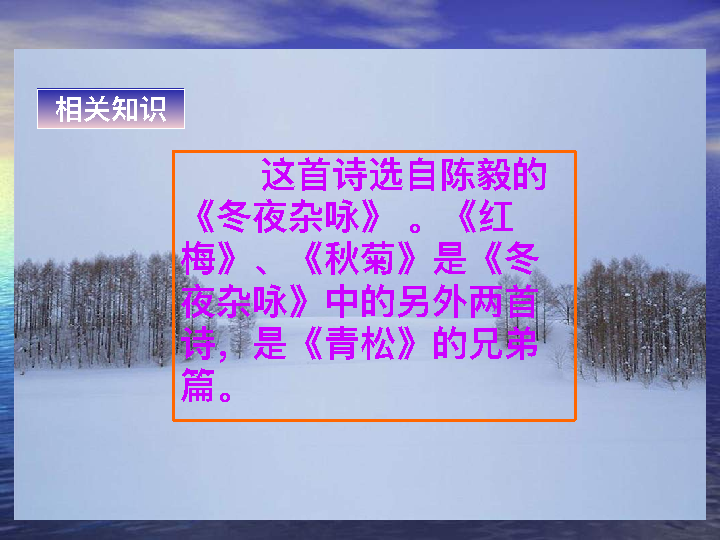 相关知识
这首诗选自陈毅的
《冬夜杂咏》 。《红
梅》、《秋菊》是《冬
夜杂咏》中的另外两首
诗，是《青松》的兄弟
篇。